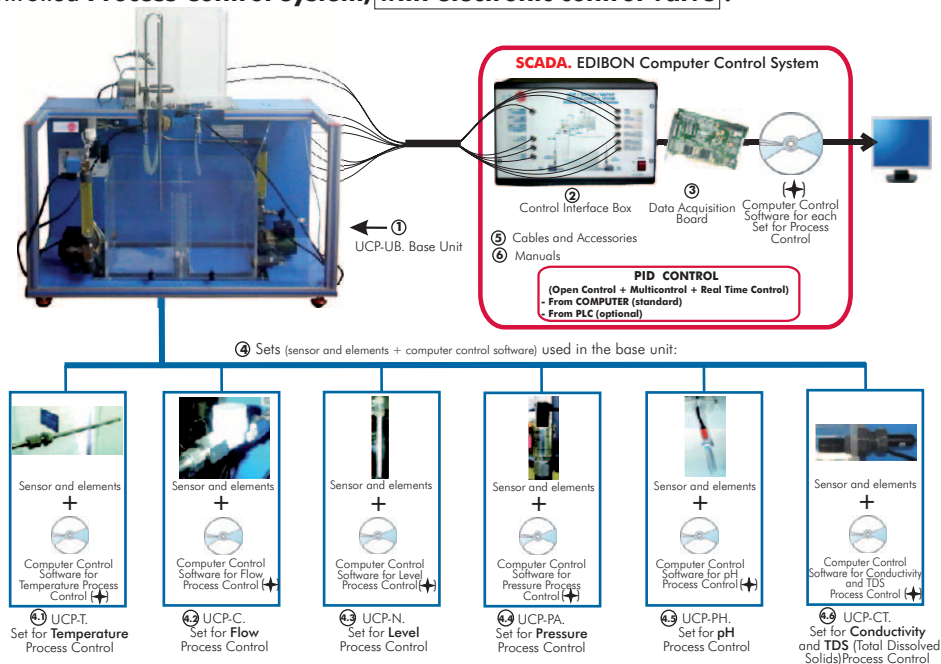 Process Control System, with electronic control valve :
SCADA. EDIBON Computer Control System
① UCP-UB. Base Unit
② Control Interface Box
③ Data Acquisition
Board
(✦)
Computer Control
Software for each
Set for Process
Control
⑤ Cables and Accessories
⑥ Manuals
PID CONTROL
(Open Control + Multicontrol + Real Time Control)
- From COMPUTER (standard)
- From PLC (optional)
④ Sets (sensor and elements + computer control software) used in the base unit:
Sensor and elements
+
Computer Control
Software for
Temperature Process
Control (✦)
4.1 UCP-T.
Set for Temperature
Process Control
Sensor and elements
+
Computer Control
Software for Flow
Process Control (✦)
4.2 UCP-C.
Set for Flow
Process Control
Sensor and elements
+
Computer Control
Software for Level
Process Control (✦)
4.3 UCP-N.
Set for Level
Process Control
Sensor and elements
+
Computer Control
Software for
Pressure Process
Control (✦)
4.4 UCP-PA.
Set for Pressure
Process Control
Sensor and elements
+
Computer Control
Software for pH
Process Control (✦)
4.5 UCP-PH.
Set for pH
Process Control
Sensor and elements
+
Computer Control
Software for Conductivity
and TDS
Process Control (✦)
4.6 UCP-CT.
Set for Conductivity
and TDS (Total Dissolved
Solids)Process Control